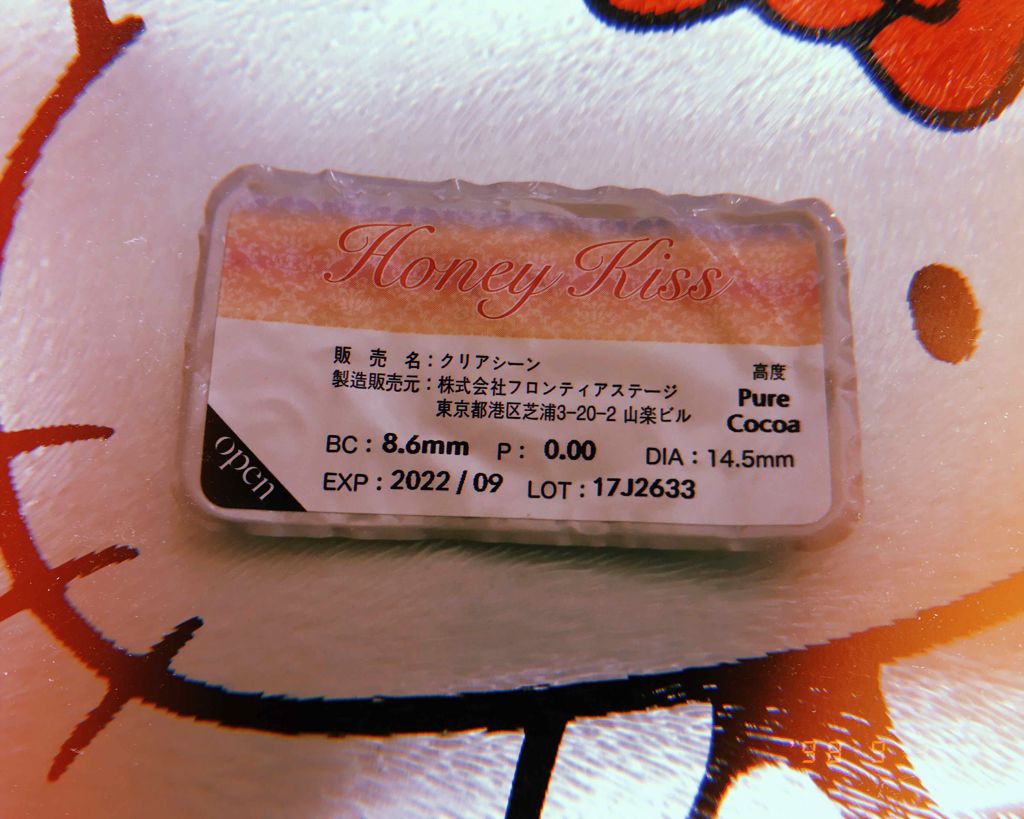 Honey Kiss
販 売 名：クリアシーン
製造販売元：株式会社フロンティアステージ
東京都港区芝浦3-20-2 山楽ビル
高度
Pure
Cocoa
BC：8.6mm P：0.00 DIA：14.5mm
EXP：2022 / 09 LOT：17J2633
open